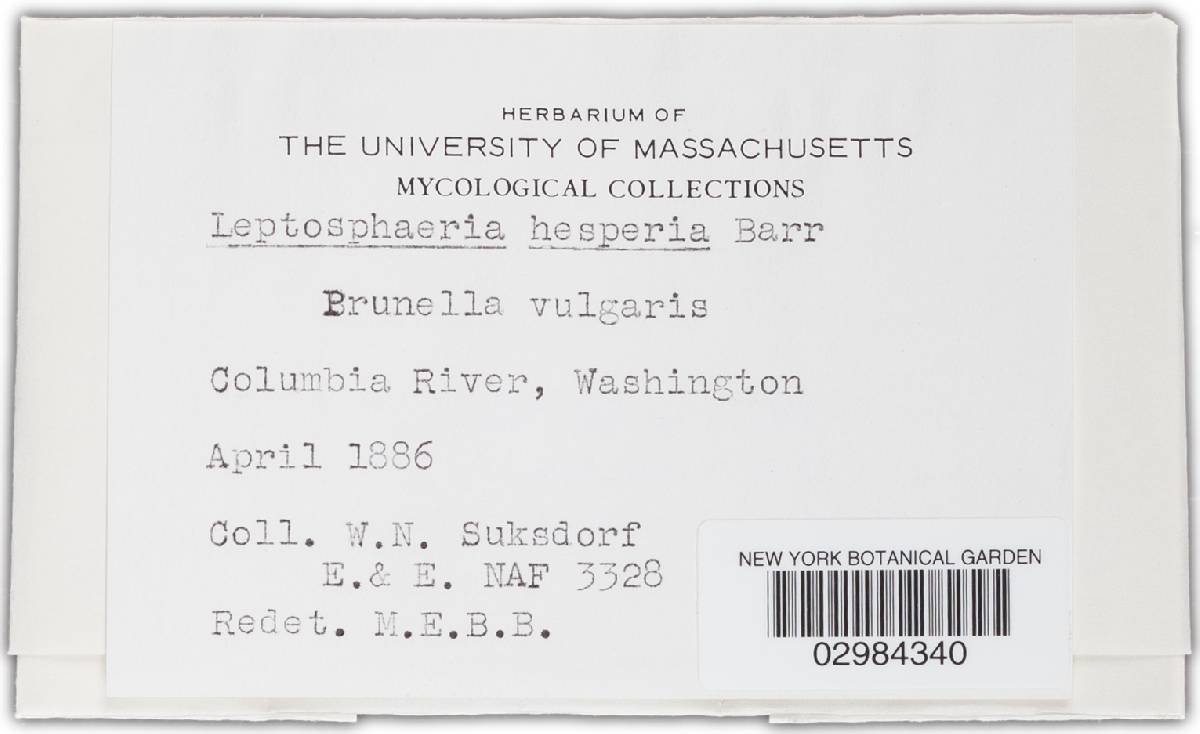 HERBARIUM OF
THE UNIVERSITY OF MASSACHUSETTS
MYCOLOGICAL COLLECTIONS
Leptosphaeria hesperia Barr
Brunella vulgaris
Columbia River, Washington
April 1886
Coll. W.N. Suksdorf
E.& E. NAF 3328
Redet. M.E.B.B.
NEW YORK BOTANICAL GARDEN
02984340